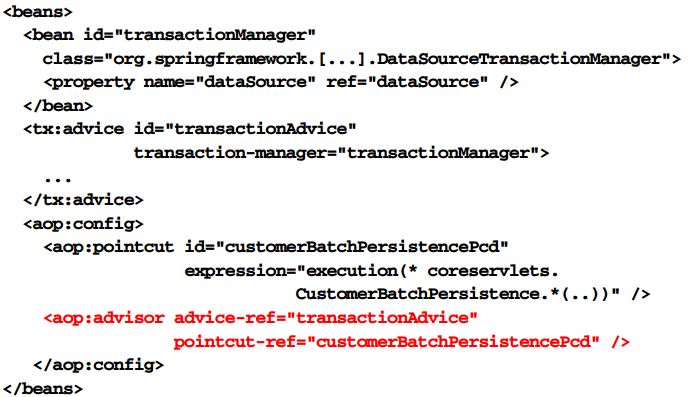 <beans>
<bean id="transactionManager"
class="org.springframework.[...].DataSourceTransactionManager">
<property name="dataSource" ref="dataSource" />
</bean>
<tx:advice id="transactionAdvice"
transaction-manager="transactionManager">
...
</tx:advice>
<aop:config>
<aop:pointcut id="customerBatchPersistencePcd"
expression="execution(* coreservlets.
CustomerBatchPersistence.*(..))" />
<aop:advisor advice-ref="transactionAdvice"
pointcut-ref="customerBatchPersistencePcd" />
</aop:config>
</beans>